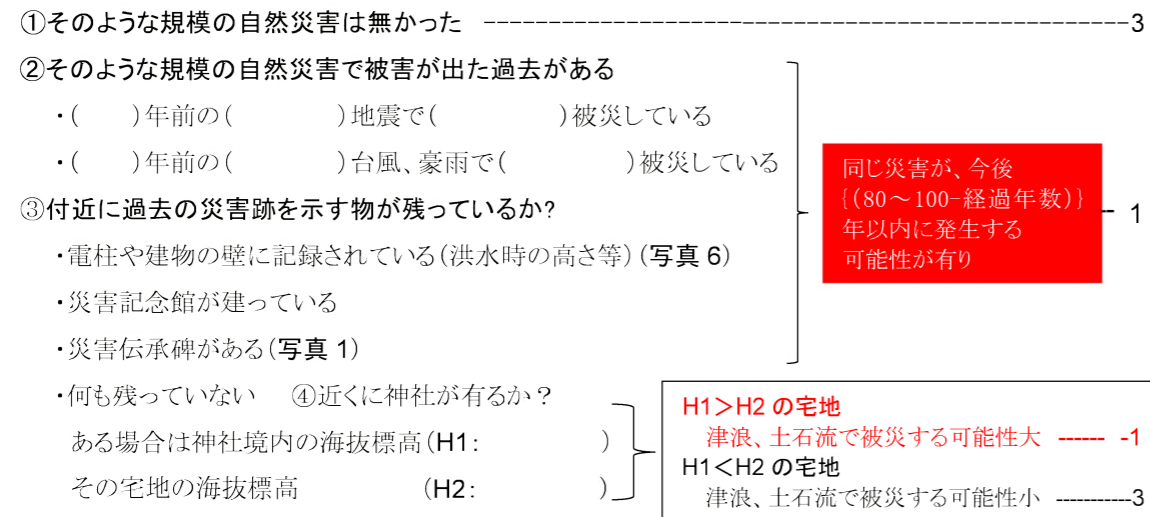 ①そのような規模の自然災害は無かった ------------------------------------------------3
②そのような規模の自然災害で被害が出た過去がある
・(　　)年前の(　　　　)地震で(　　　　)被災している
・(　　)年前の(　　　　)台風、豪雨で(　　　　)被災している
③付近に過去の災害跡を示す物が残っているか?
・電柱や建物の壁に記録されている(洪水時の高さ等)(写真 6)
・災害記念館が建っている
・災害伝承碑がある(写真 1)
同じ災害が、今後
{(80～100-経過年数)}
年以内に発生する
可能性が有り
-- 1
・何も残っていない　④近くに神社が有るか？
ある場合は神社境内の海抜標高(H1:　　　　)
その宅地の海抜標高　　　　(H2:　　　　)
H1＞H2 の宅地
津浪、土石流で被災する可能性大 ------ -1
H1＜H2 の宅地
津浪、土石流で被災する可能性小 -----------3